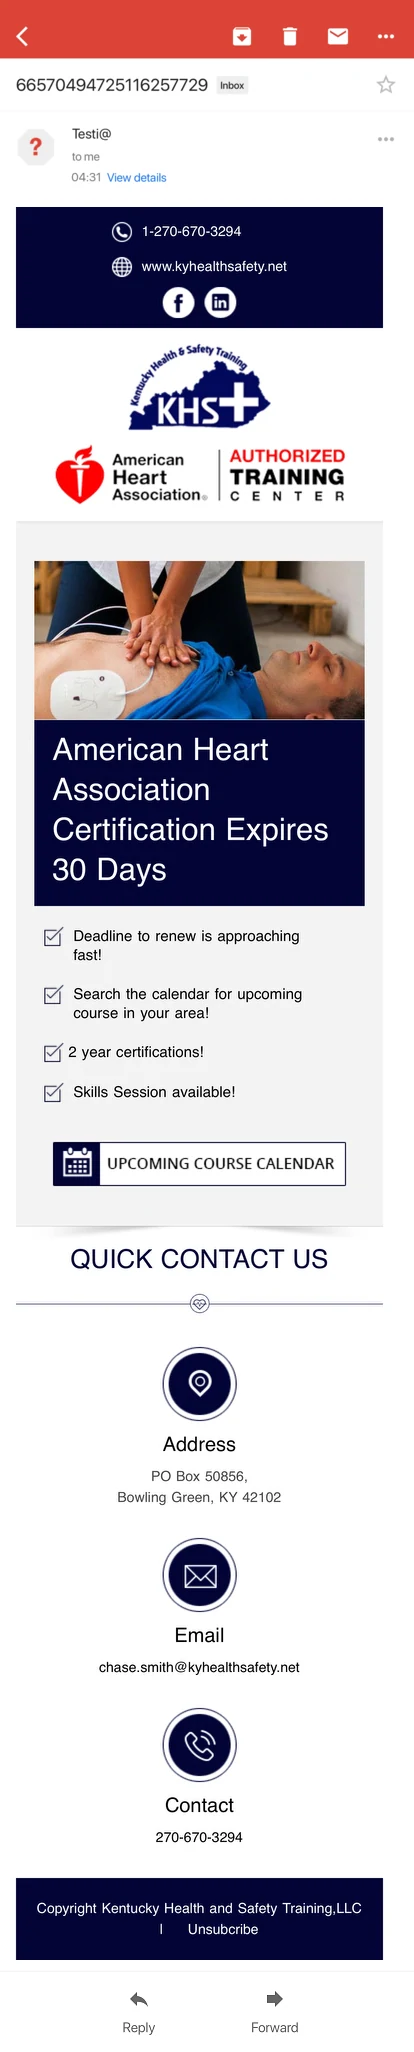 66570494725116257729 Inbox
?
Testi@
to me
04:31 View details
1-270-670-3294
www.kyhealthsafety.net
f in
Kentucky Health & Safety Training
KHS+
American
Heart
Association®
AUTHORIZED
TRAINING
CENTER
American Heart
Association
Certification Expires
30 Days
Deadline to renew is approaching
fast!
Search the calendar for upcoming
course in your area!
2 year certifications!
Skills Session available!
UPCOMING COURSE CALENDAR
QUICK CONTACT US
Address
PO Box 50856,
Bowling Green, KY 42102
Email
chase.smith@kyhealthsafety.net
Contact
270-670-3294
Copyright Kentucky Health and Safety Training,LLC
| Unsubcribe
Reply Forward